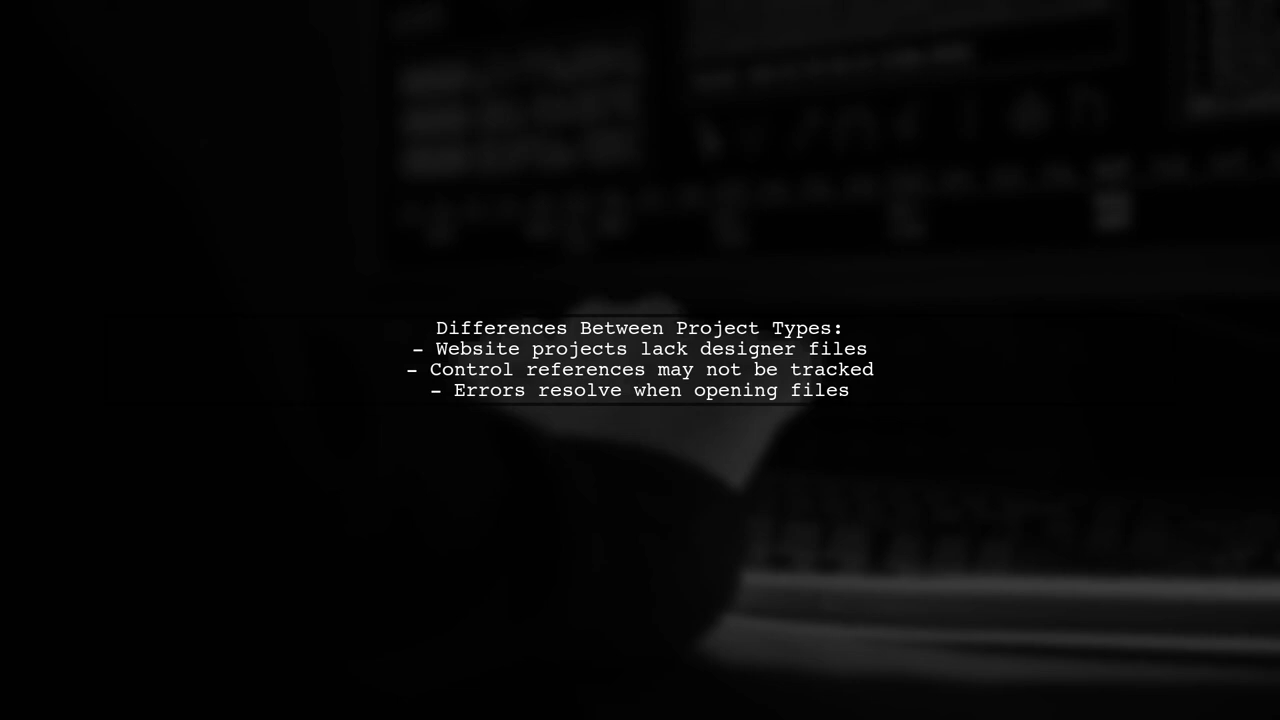 Differences Between Project Types:
– Website projects lack designer files
– Control references may not be tracked
– Errors resolve when opening files